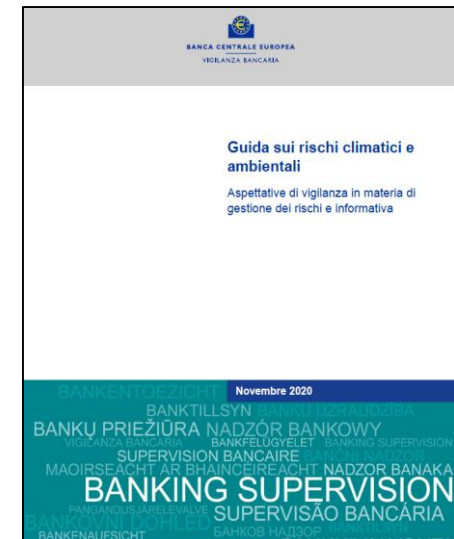 BANCA CENTRALE EUROPEA
VIGILANZA BANCARIA
Guida sui rischi climatici e
ambientali
Aspettative di vigilanza in materia di
gestione dei rischi e informativa
Novembre 2020
BANKENTOEZICHT
BANKTILLSYN BANKU UZRAUDZĪBA
BANKŲ PRIEŽIŪRA NADZÓR BANKOWY
VIGILANZA BANCARIA BANKFELÜGYELET BANKING SUPERVISION
SUPERVISION BANCAIRE BANČNI NADZOR
MAOIRSEACHT AR BHAINCÉIREACHT NADZOR BANAKA
BANKING SUPERVISION
PANGANDUSJÄRELEVALVE SUPERVISÃO BANCÁRIA
BANKOVNÍ DOHLED
BANKENAUFSICHT БАНКОВ НАДЗОР BANKTILSYN